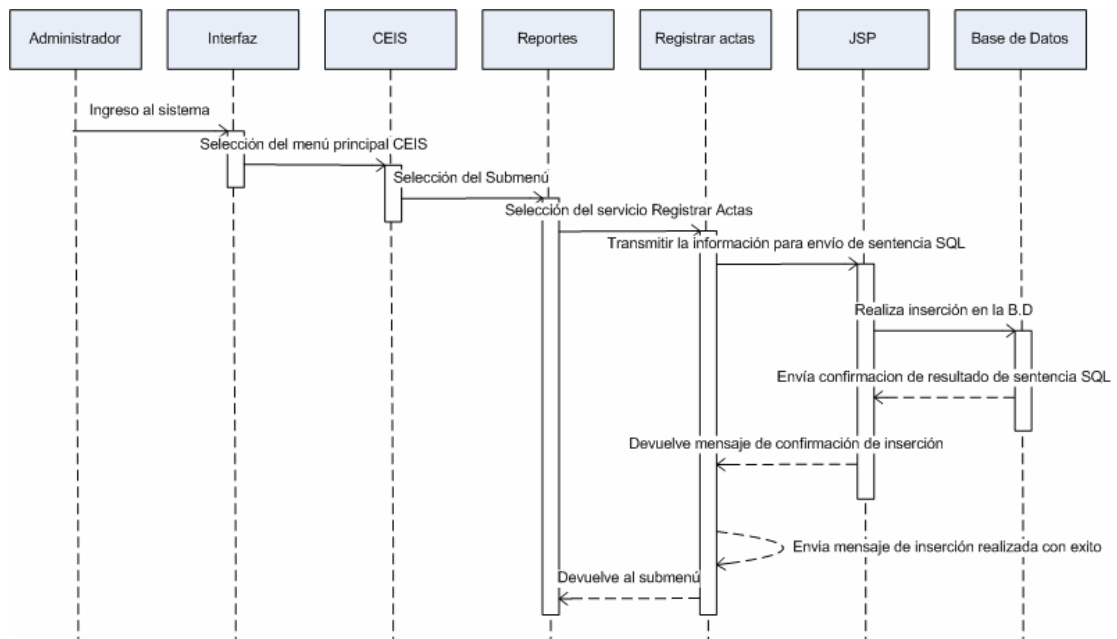 Administrador
Interfaz
CEIS
Reportes
Registrar actas
JSP
Base de Datos
Ingreso al sistema
Selección del menú principal CEIS
Selección del Submenú
Selección del servicio Registrar Actas
Transmitir la información para envío de sentencia SQL
Realiza inserción en la B.D
Envía confirmacion de resultado de sentencia SQL
Devuelve mensaje de confirmación de inserción
Envia mensaje de inserción realizada con exito
Devuelve al submenú